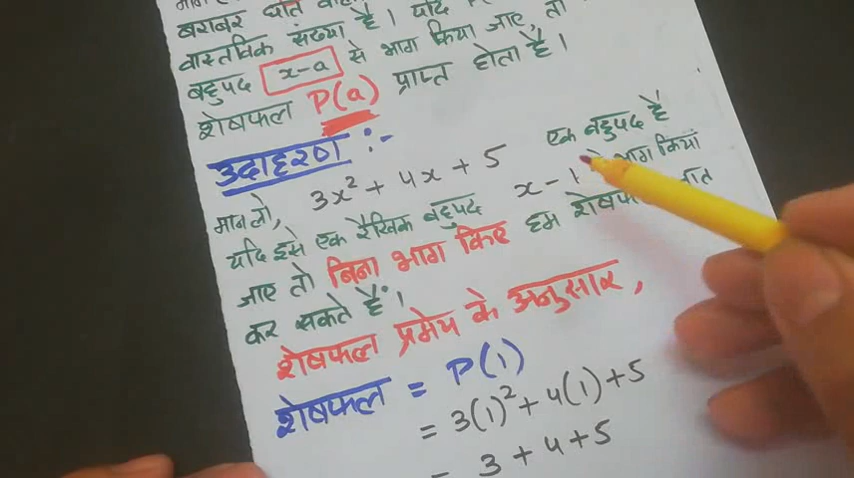 बराबर घात
वास्तविक संख्या है। यदि
बहुपद x-a से भाग किया जाए, तो
शेषफल P(a) प्राप्त होता है।
उदाहरण :-
मानलो, 3x² + 4x + 5 एक बहुपद है
यदि इसे एक रैखिक बहुपद x-1 भाग किया
जाए तो बिना भाग किए हम शेषफल
कर सकते हैं।
शेषफल प्रमेय के अनुसार,
शेषफल = P(1)
= 3(1)² + 4(1) + 5
= 3 + 4 + 5